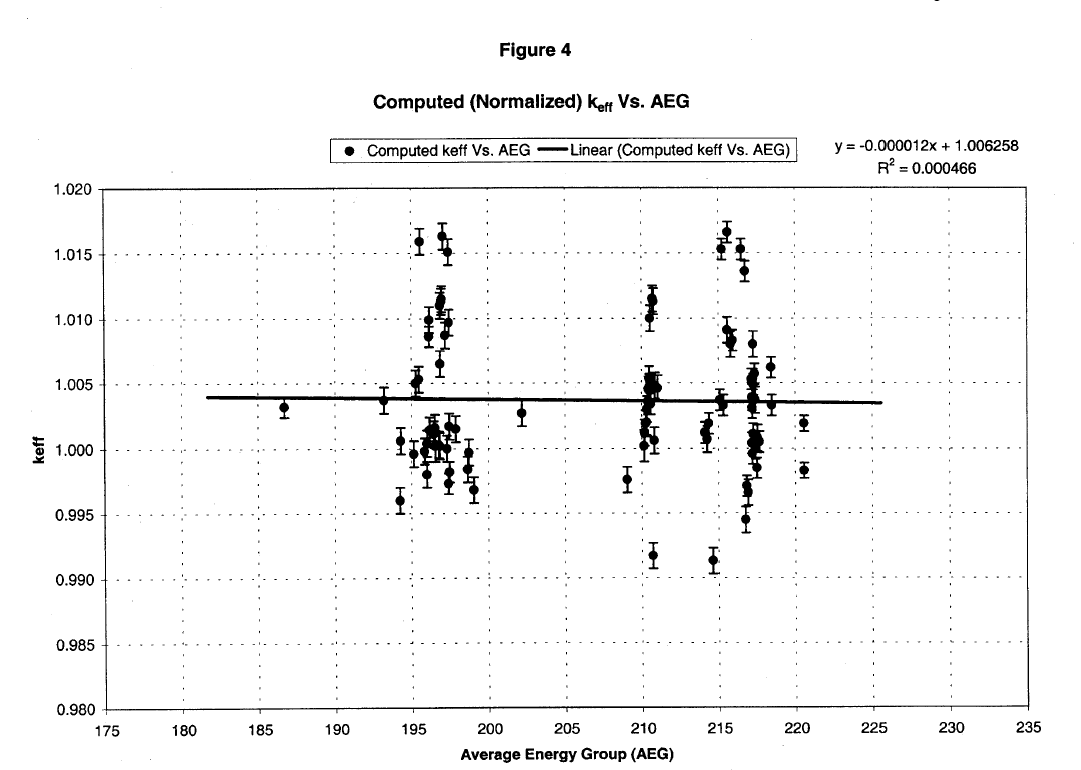 Figure 4
Computed (Normalized) keff Vs. AEG
Computed keff Vs. AEG Linear (Computed keff Vs. AEG)
y = -0.000012x + 1.006258
R² = 0.000466
1.020
1.015
1.010
1.005
1.000
0.995
0.990
0.985
0.980
keff
175 180 185 190 195 200 205 210 215 220 225 230 235
Average Energy Group (AEG)